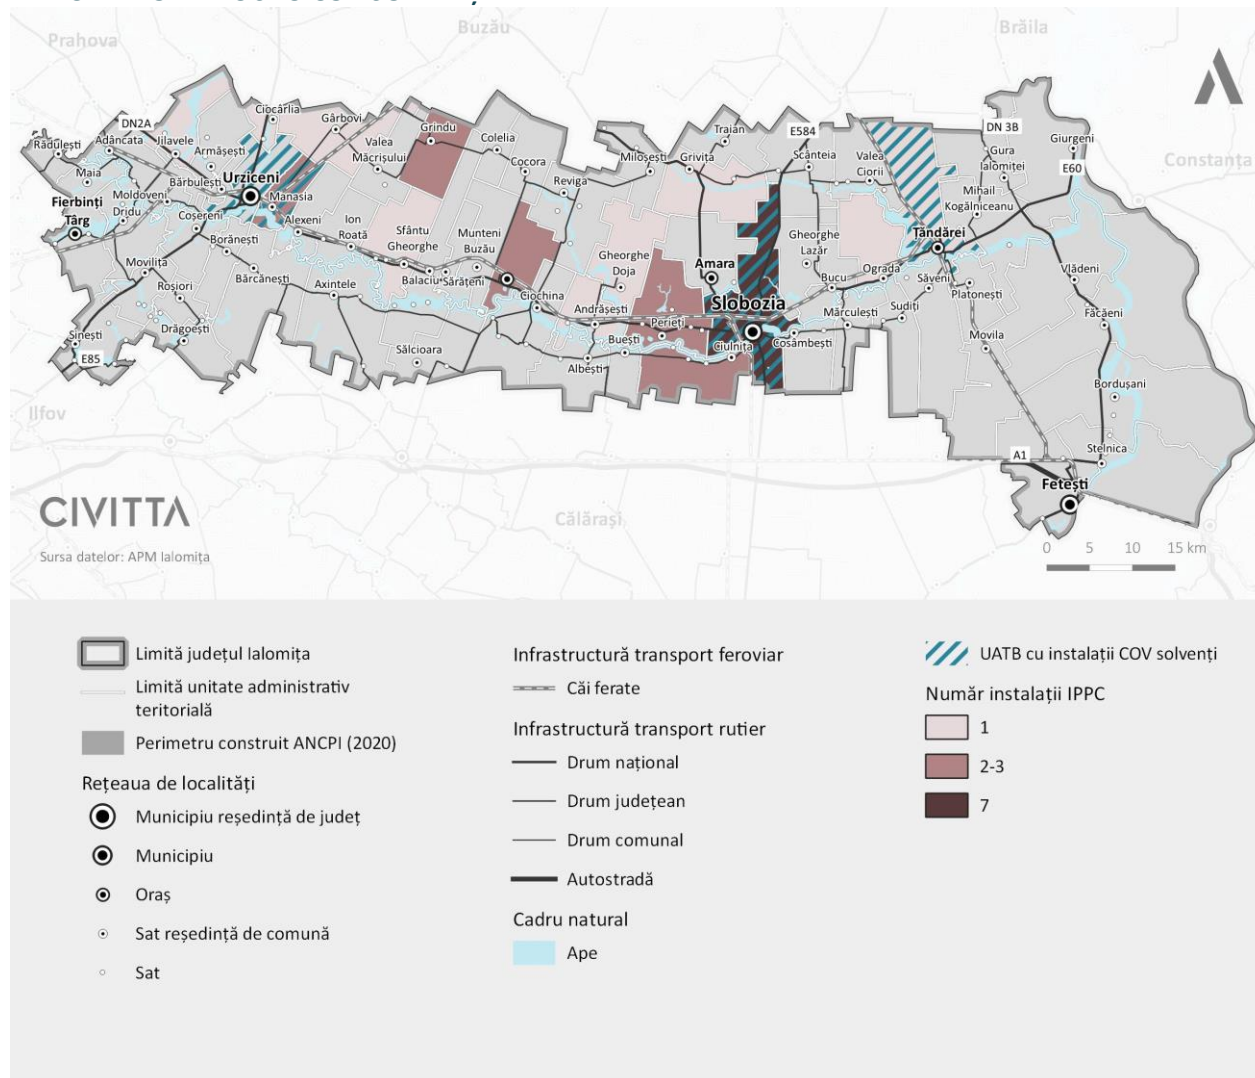 Prahova
Buzău
Brăila
Constanța
Ilfov
Călărași
DN2A
Rădulești
Adâncata
Jilavele
Ciocârlia
Gârbovi
Grindu
Colelia
Valea
Măcrișului
Armășești
Maia
Bărbulești
Urziceni
Manasia
Moldoveni
Fierbinți
Târg
Dridu
Coșereni
Alexeni
Ion
Roată
Sfântu
Gheorghe
Munteni
Buzău
Borănești
Bărcănești
Balaciu
Sărățeni
Movilița
Roșiori
Axintele
Drăgoești
Sinești
E85
Sălcioara
Cocora
Reviga
Ciochina
Miloșești
Traian
Grivița
E584
Scânteia
Valea
Ciorii
DN 3B
Gura
Ialomiței
Giurgeni
E60
Mihail
Kogălniceanu
Țăndărei
Gheorghe
Doja
Amara
Gheorghe
Lazăr
Slobozia
Andrășești
Perieți
Buești
Albești
Ciulnița
Cosâmbești
Bucu
Ograda
Mărculești
Sudiți
Săveni
Platonești
Vlădeni
Făcăeni
Movila
Bordușani
Stelnica
A1
Fetești
CIVITTA
Sursa datelor: APM Ialomița
0 5 10 15 km
Limită județul Ialomița
Limită unitate administrativ
teritorială
Perimetru construit ANCPI (2020)
Rețeaua de localități
Municipiu reședință de județ
Municipiu
Oraș
Sat reședință de comună
Sat
Infrastructură transport feroviar
Căi ferate
Infrastructură transport rutier
Drum național
Drum județean
Drum comunal
Autostradă
Cadru natural
Ape
UATB cu instalații COV solvenți
Număr instalații IPPC
1
2-3
7